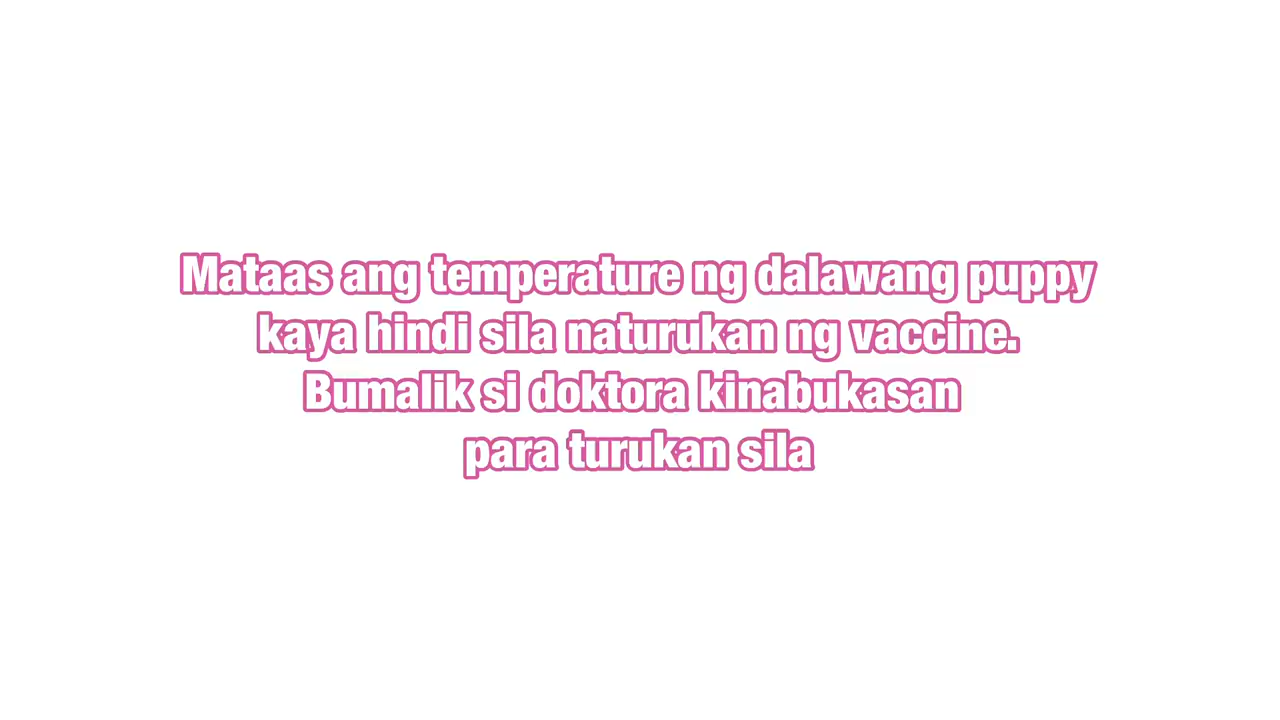 Mataas ang temperature ng dalawang puppy
kaya hindi sila naturukan ng vaccine.
Bumalik si doktora kinabukasan
para turukan sila